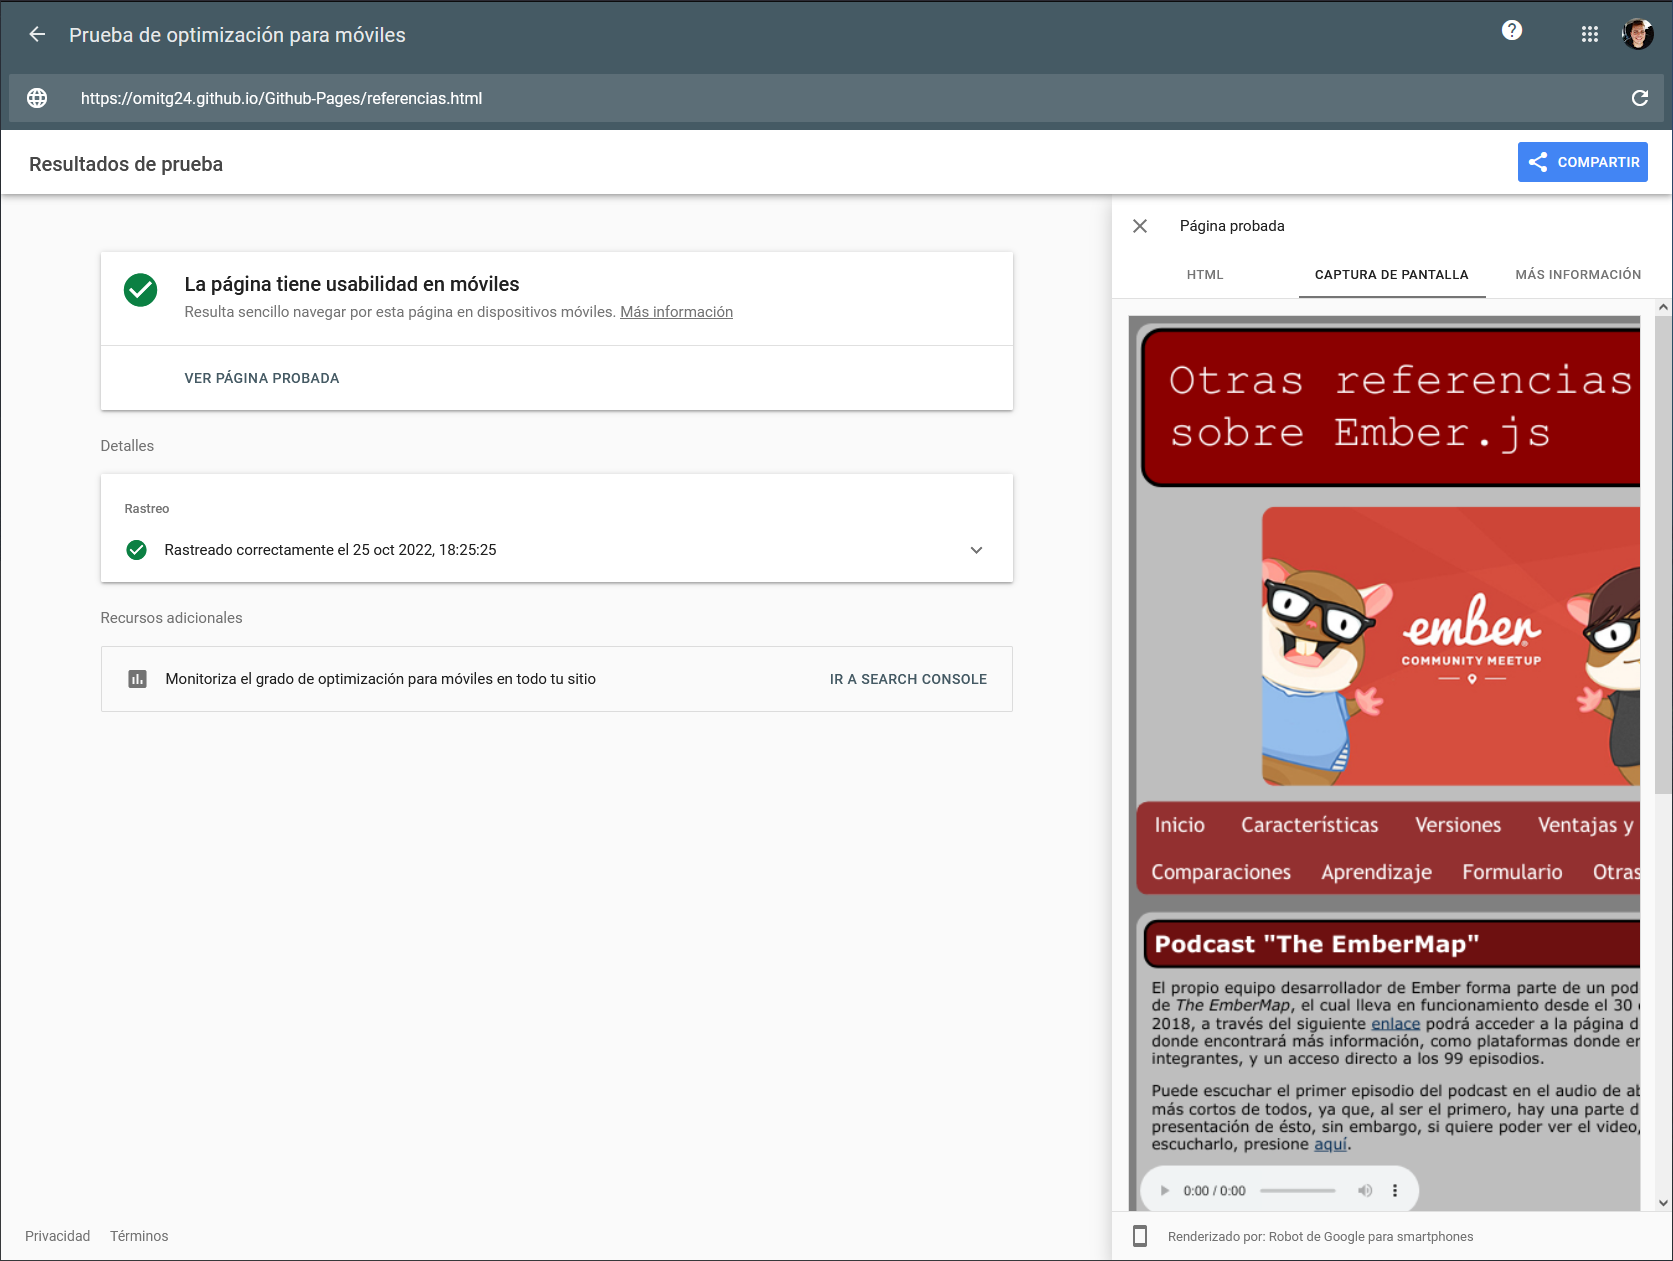 Prueba de optimización para móviles
https://omitg24.github.io/Github-Pages/referencias.html
Resultados de prueba
COMPARTIR
La página tiene usabilidad en móviles
Resulta sencillo navegar por esta página en dispositivos móviles. Más información
VER PÁGINA PROBADA
Detalles
Rastreo
Rastreado correctamente el 25 oct 2022, 18:25:25
Recursos adicionales
Monitoriza el grado de optimización para móviles en todo tu sitio
IR A SEARCH CONSOLE
Privacidad Términos
Página probada
HTML CAPTURA DE PANTALLA MÁS INFORMACIÓN
Otras referencias
sobre Ember.js
ember
COMMUNITY MEETUP
Inicio Características Versiones Ventajas y
Comparaciones Aprendizaje Formulario Otras
Podcast "The EmberMap"
El propio equipo desarrollador de Ember forma parte de un pod
de The EmberMap, el cual lleva en funcionamiento desde el 30
2018, a través del siguiente enlace podrá acceder a la página d
donde encontrará más información, como plataformas donde er
integrantes, y un acceso directo a los 99 episodios.
Puede escuchar el primer episodio del podcast en el audio de ab
más cortos de todos, ya que, al ser el primero, hay una parte d
presentación de ésto, sin embargo, si quiere poder ver el video,
escucharlo, presione aquí.
0:00 / 0:00
Renderizado por: Robot de Google para smartphones